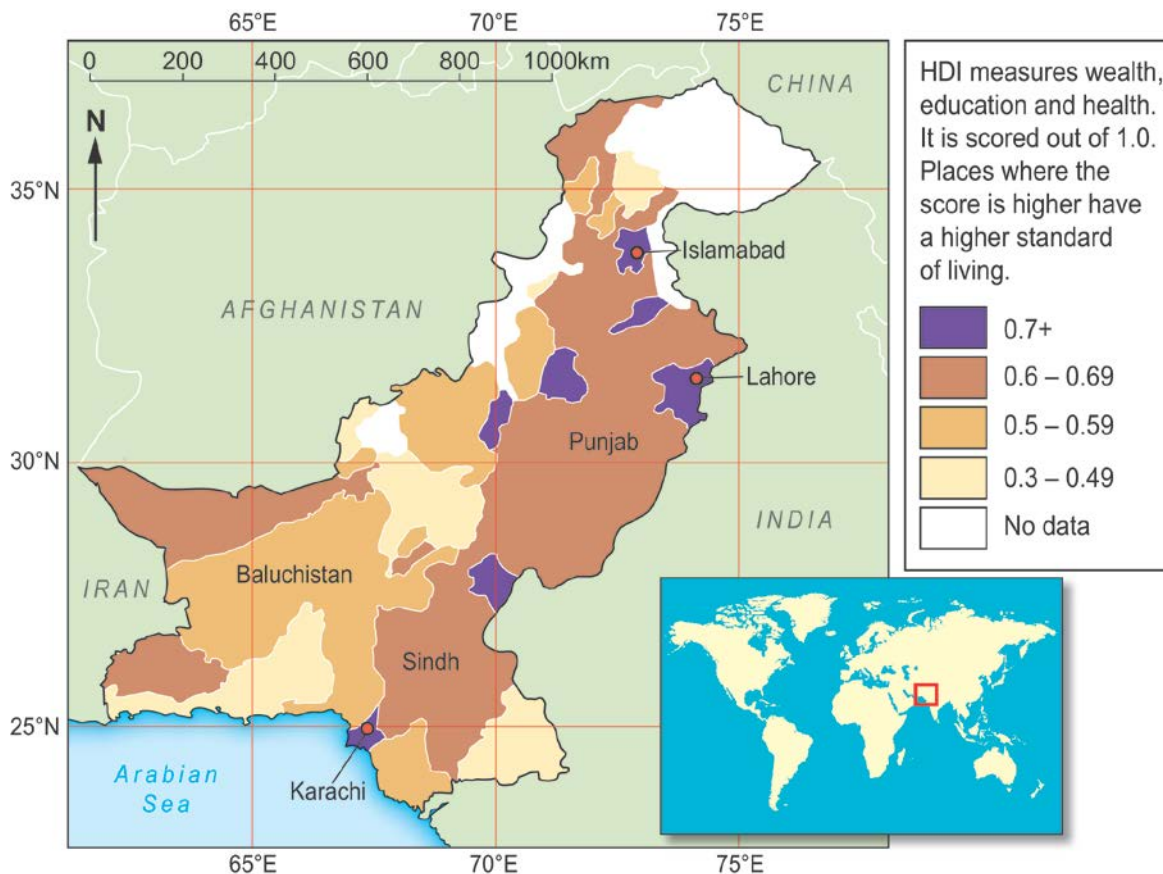 65°E 70°E 75°E
0 200 400 600 800 1000km
N
CHINA
35°N
Islamabad
AFGHANISTAN
Lahore
Punjab
30°N
INDIA
Baluchistan
IRAN
Sindh
25°N
Karachi
Arabian
Sea
65°E 70°E 75°E
HDI measures wealth,
education and health.
It is scored out of 1.0.
Places where the
score is higher have
a higher standard
of living.
0.7+
0.6 – 0.69
0.5 – 0.59
0.3 – 0.49
No data